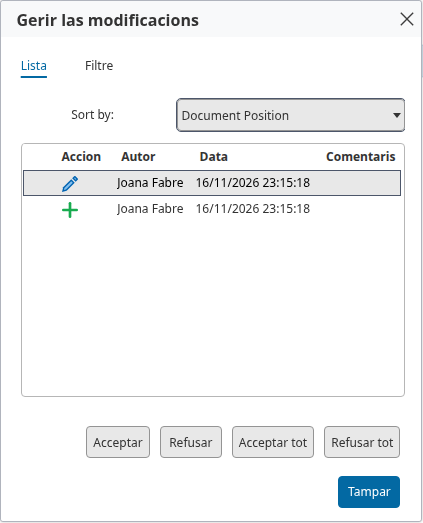 Gerir las modificacions
Lista Filtre
Sort by: Document Position
Accion Autor Data Comentaris
Joana Fabre 16/11/2026 23:15:18
Joana Fabre 16/11/2026 23:15:18
Acceptar Refusar Acceptar tot Refusar tot
Tampar